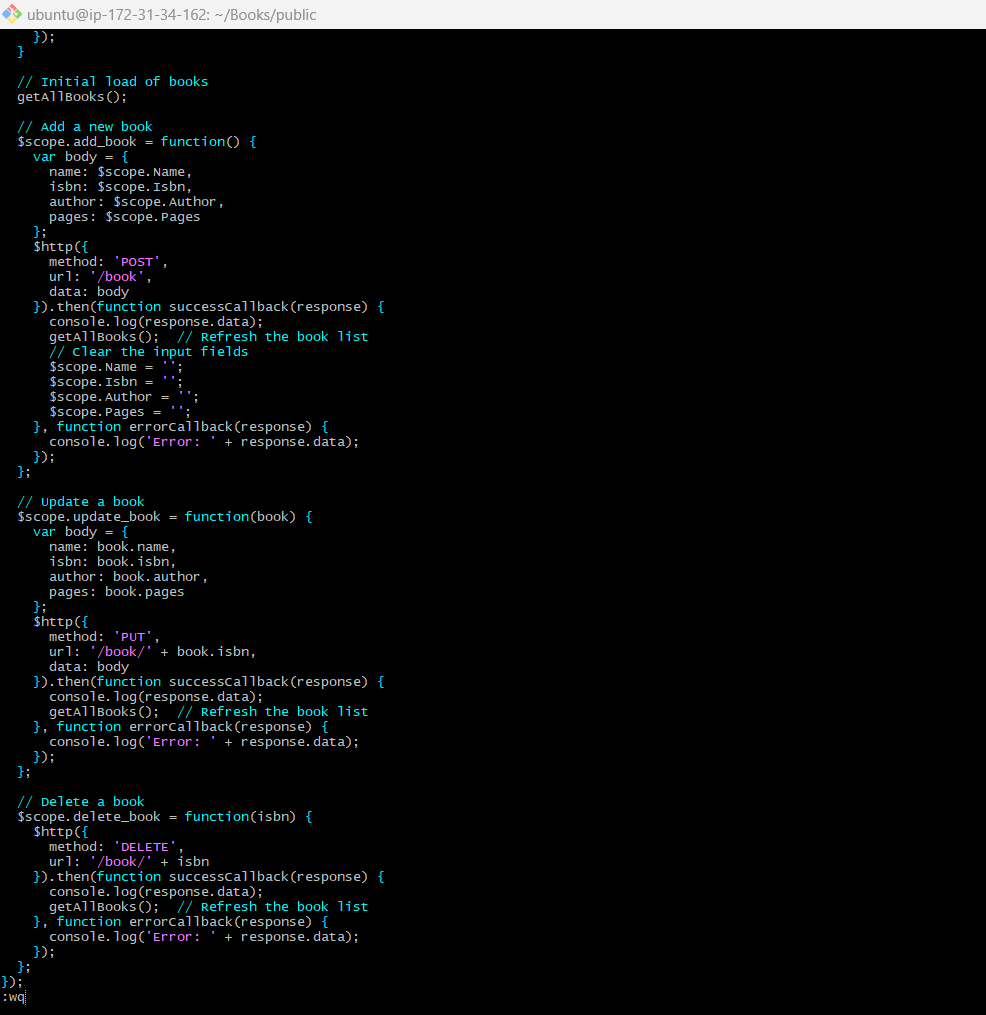 ubuntu@ip-172-31-34-162: ~/Books/public
    });
  }

  // Initial load of books
  getAllBooks();

  // Add a new book
  $scope.add_book = function() {
    var body = {
      name: $scope.Name,
      isbn: $scope.Isbn,
      author: $scope.Author,
      pages: $scope.Pages
    };
    $http({
      method: 'POST',
      url: '/book',
      data: body
    }).then(function successCallback(response) {
      console.log(response.data);
      getAllBooks();  // Refresh the book list
      // Clear the input fields
      $scope.Name = '';
      $scope.Isbn = '';
      $scope.Author = '';
      $scope.Pages = '';
    }, function errorCallback(response) {
      console.log('Error: ' + response.data);
    });
  };

  // Update a book
  $scope.update_book = function(book) {
    var body = {
      name: book.name,
      isbn: book.isbn,
      author: book.author,
      pages: book.pages
    };
    $http({
      method: 'PUT',
      url: '/book/' + book.isbn,
      data: body
    }).then(function successCallback(response) {
      console.log(response.data);
      getAllBooks();  // Refresh the book list
    }, function errorCallback(response) {
      console.log('Error: ' + response.data);
    });
  };

  // Delete a book
  $scope.delete_book = function(isbn) {
    $http({
      method: 'DELETE',
      url: '/book/' + isbn
    }).then(function successCallback(response) {
      console.log(response.data);
      getAllBooks();  // Refresh the book list
    }, function errorCallback(response) {
      console.log('Error: ' + response.data);
    });
  };
});
:wq